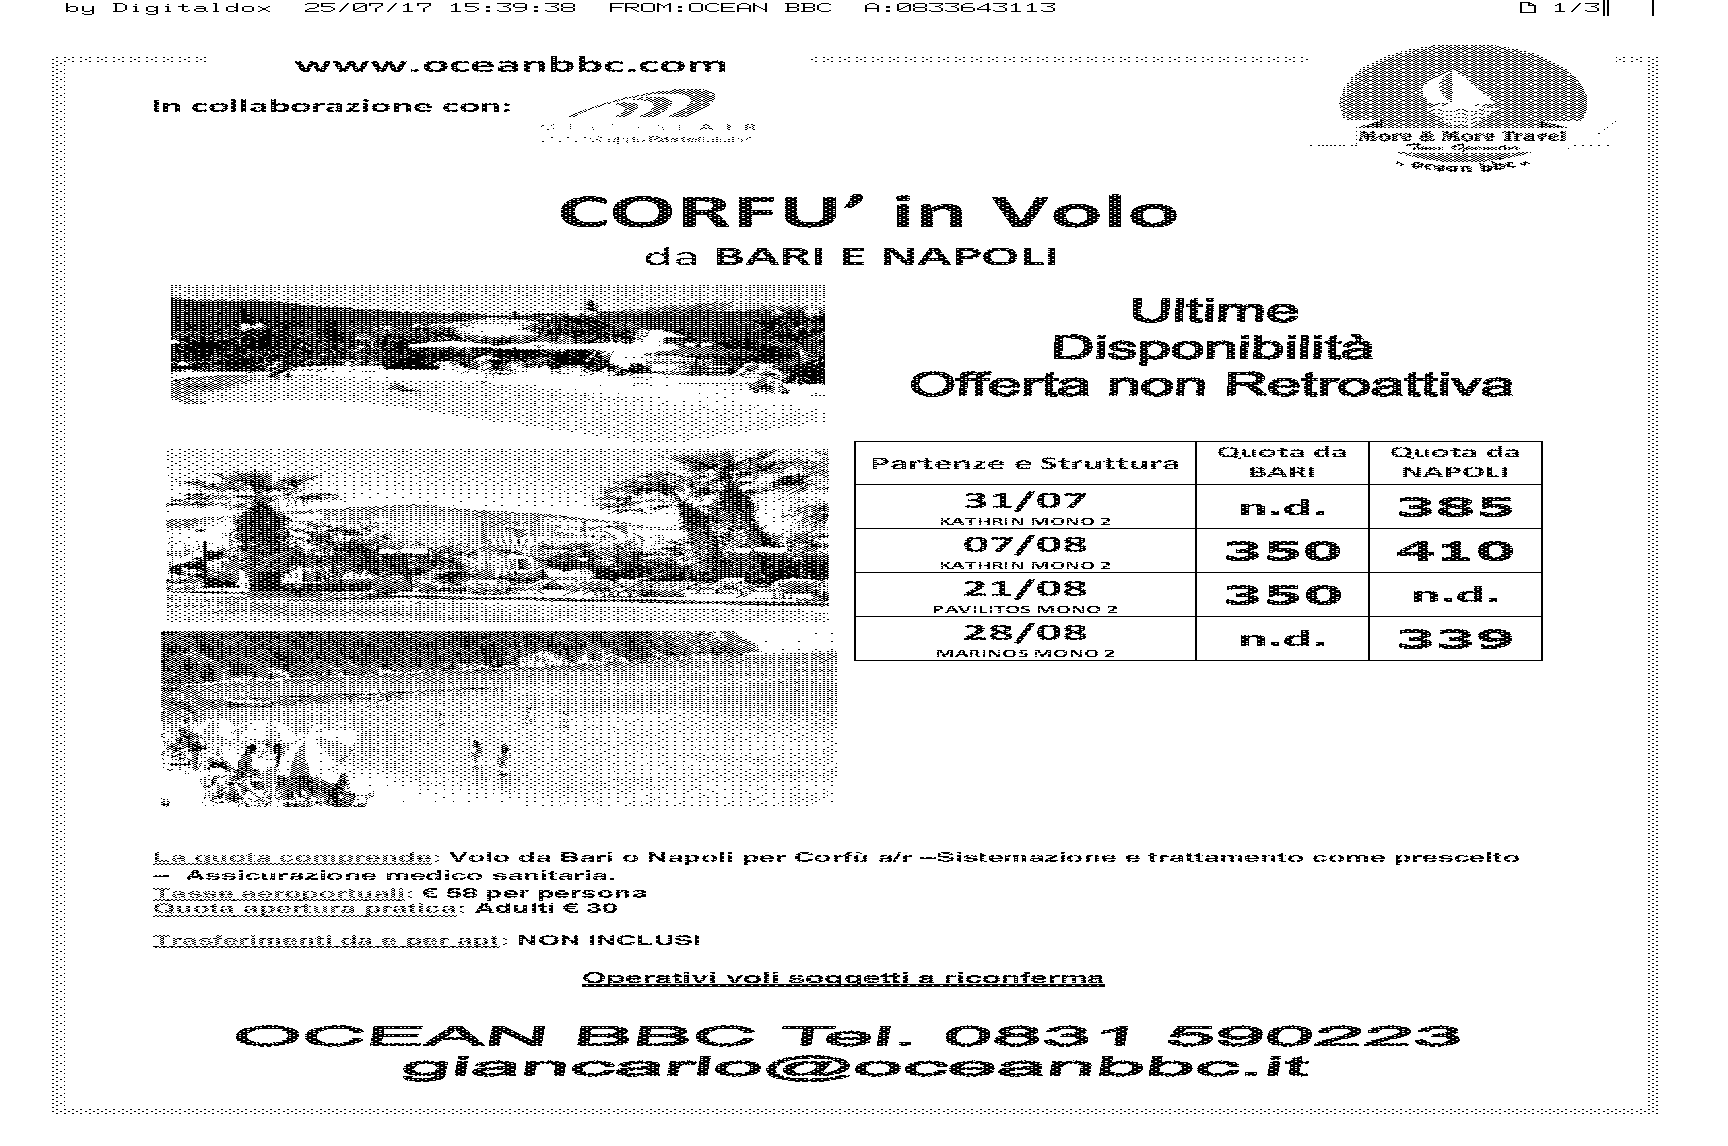 by Digitaldox 25/07/17 15:39:38 FROM:OCEAN BBC A:0833643113 1/3
www.oceanbbc.com
In collaborazione con:
More & More Travel
Tour Operator
Ocean bbc
CORFU’ in Volo
da BARI E NAPOLI
Ultime
Disponibilità
Offerta non Retroattiva
Partenze e Struttura Quota da BARI Quota da NAPOLI
31/07 n.d. 385
KATHRIN MONO 2
07/08 350 410
KATHRIN MONO 2
21/08 350 n.d.
PAVILITOS MONO 2
28/08 n.d. 339
MARINOS MONO 2
La quota comprende: Volo da Bari o Napoli per Corfù a/r –Sistemazione e trattamento come prescelto
– Assicurazione medico sanitaria.
Tasse aeroportuali: € 58 per persona
Quota apertura pratica: Adulti € 30
Trasferimenti da e per apt: NON INCLUSI
Operativi voli soggetti a riconferma
OCEAN BBC Tel. 0831 590223
giancarlo@oceanbbc.it